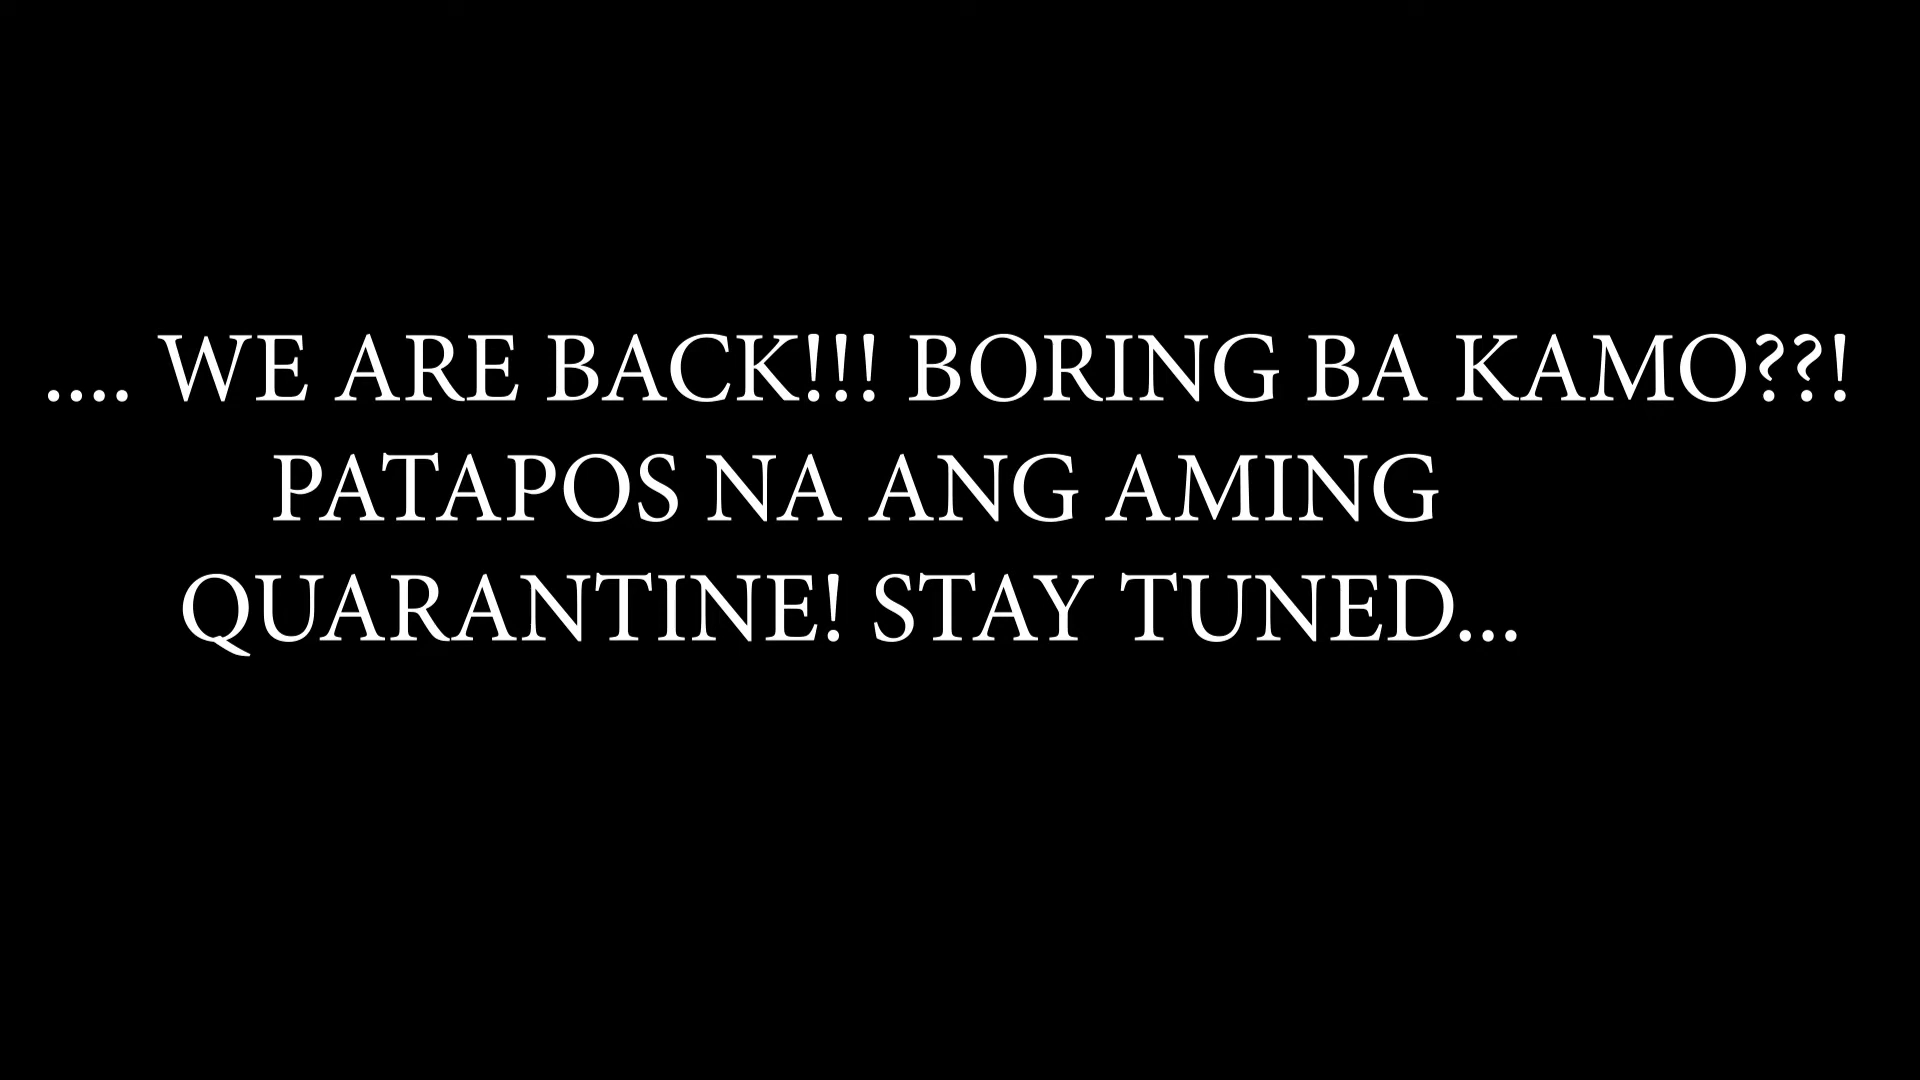 .... WE ARE BACK!!! BORING BA KAMO??!
PATAPOS NA ANG AMING
QUARANTINE! STAY TUNED...